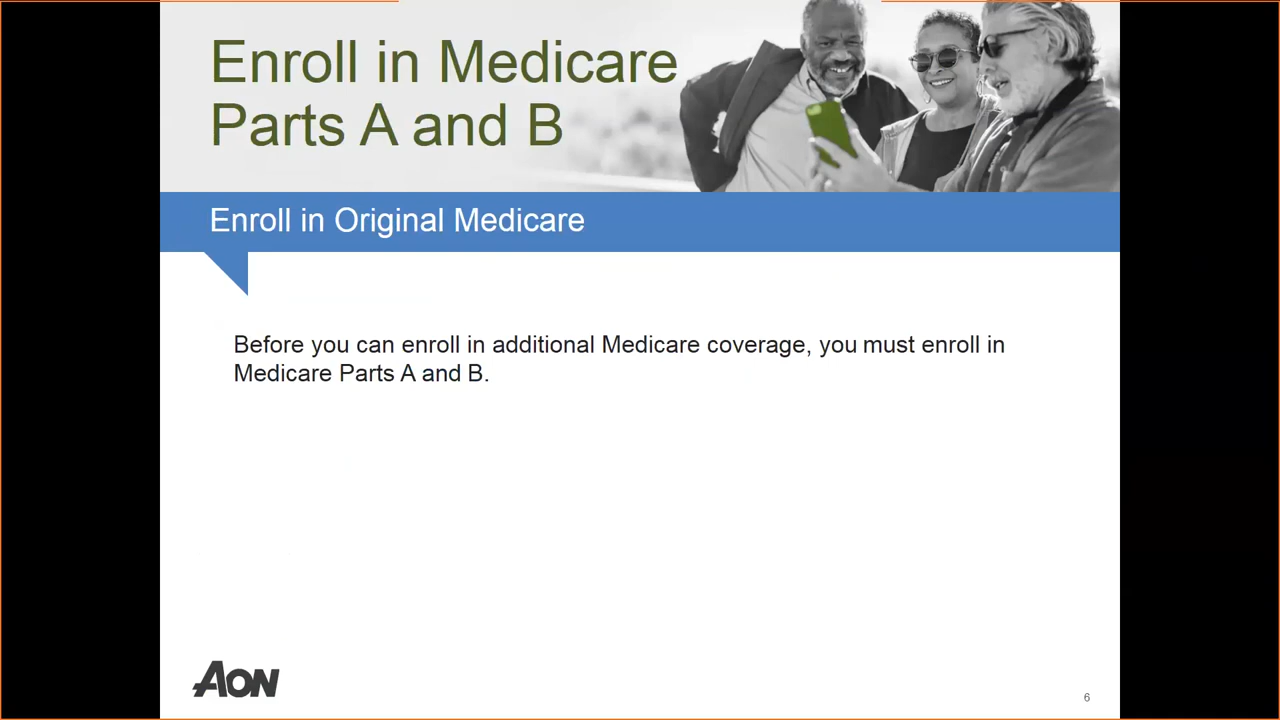 Enroll in Medicare
Parts A and B
Enroll in Original Medicare
Before you can enroll in additional Medicare coverage, you must enroll in
Medicare Parts A and B.
AON
6